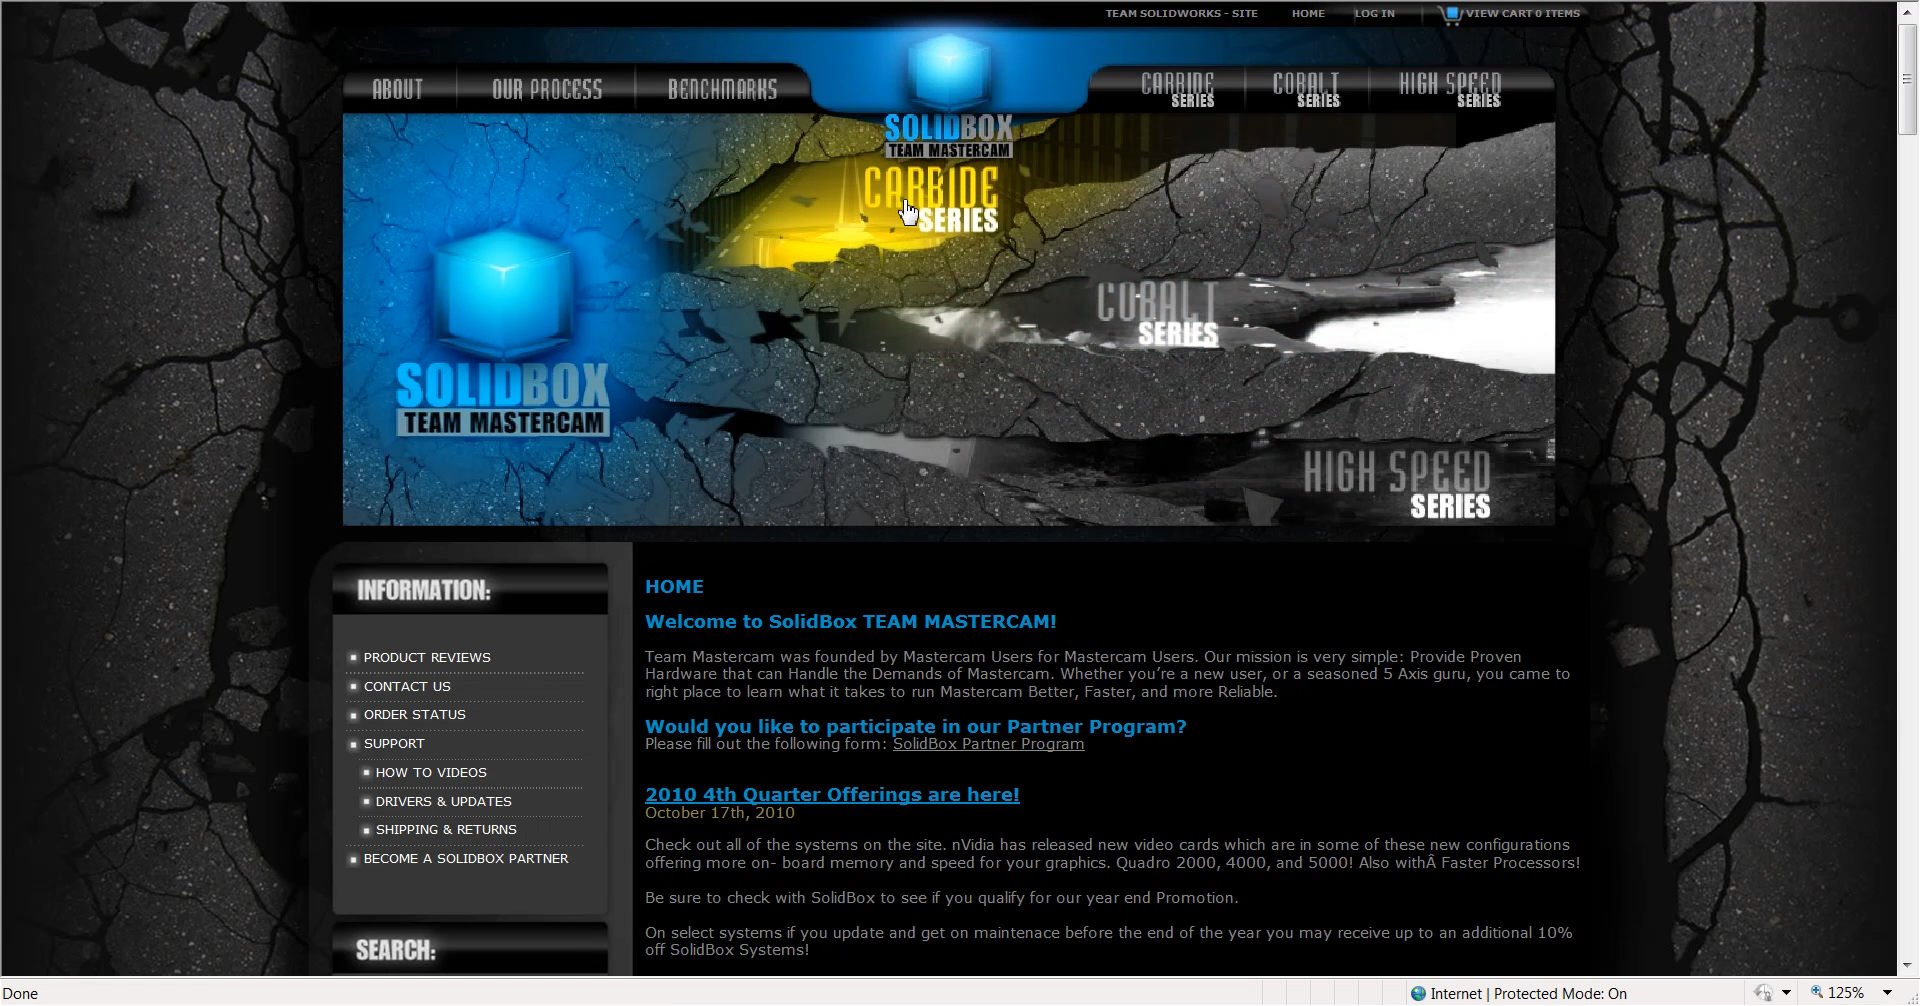 TEAM SOLIDWORKS - SITE HOME LOG IN VIEW CART 0 ITEMS
ABOUT OUR PROCESS BENCHMARKS
CARBIDE SERIES COBALT SERIES HIGH SPEED SERIES
SOLIDBOX
TEAM MASTERCAM
CARBIDE
SERIES
COBALT
SERIES
SOLIDBOX
TEAM MASTERCAM
HIGH SPEED
SERIES
INFORMATION:
PRODUCT REVIEWS
CONTACT US
ORDER STATUS
SUPPORT
HOW TO VIDEOS
DRIVERS & UPDATES
SHIPPING & RETURNS
BECOME A SOLIDBOX PARTNER
SEARCH:
HOME
Welcome to SolidBox TEAM MASTERCAM!
Team Mastercam was founded by Mastercam Users for Mastercam Users. Our mission is very simple: Provide Proven
Hardware that can Handle the Demands of Mastercam. Whether you're a new user, or a seasoned 5 Axis guru, you came to
right place to learn what it takes to run Mastercam Better, Faster, and more Reliable.
Would you like to participate in our Partner Program?
Please fill out the following form: SolidBox Partner Program
2010 4th Quarter Offerings are here!
October 17th, 2010
Check out all of the systems on the site. nVidia has released new video cards which are in some of these new configurations
offering more on- board memory and speed for your graphics. Quadro 2000, 4000, and 5000! Also withÂ Faster Processors!
Be sure to check with SolidBox to see if you qualify for our year end Promotion.
On select systems if you update and get on maintenace before the end of the year you may receive up to an additional 10%
off SolidBox Systems!
Done Internet | Protected Mode: On 125%